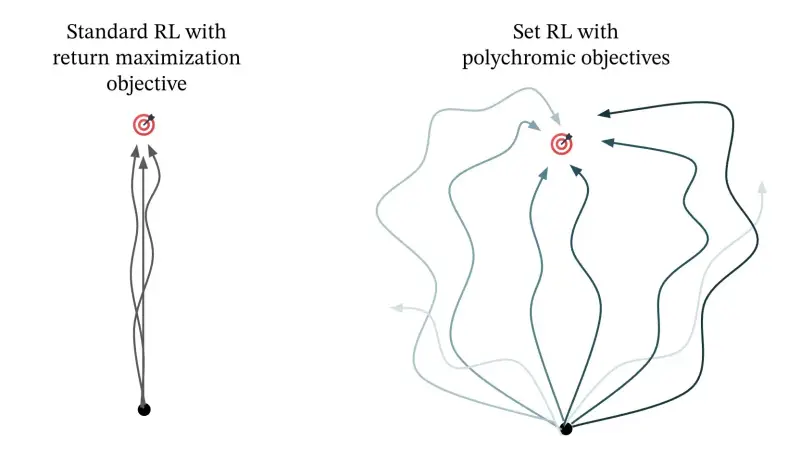 Standard RL with
return maximization
objective
Set RL with
polychromic objectives